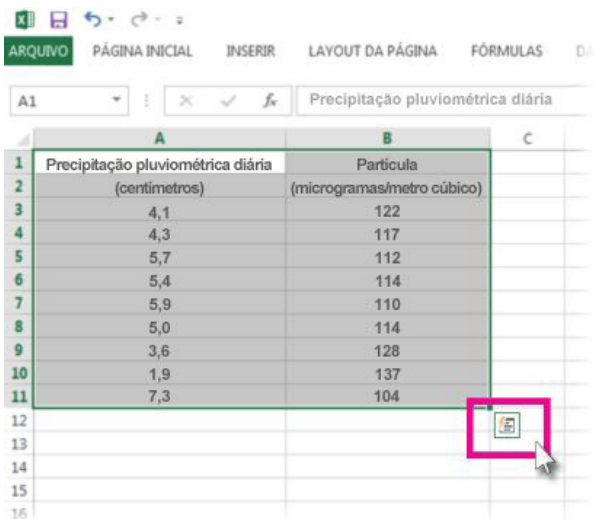 ARQUIVO PÁGINA INICIAL INSERIR LAYOUT DA PÁGINA FÓRMULAS
A1 fx Precipitação pluviométrica diária
A B C
1 Precipitação pluviométrica diária Particula
2 (centímetros) (microgramas/metro cúbico)
3 4,1 122
4 4,3 117
5 5,7 112
6 5,4 114
7 5,9 110
8 5,0 114
9 3,6 128
10 1,9 137
11 7,3 104
12
13
14
15
16